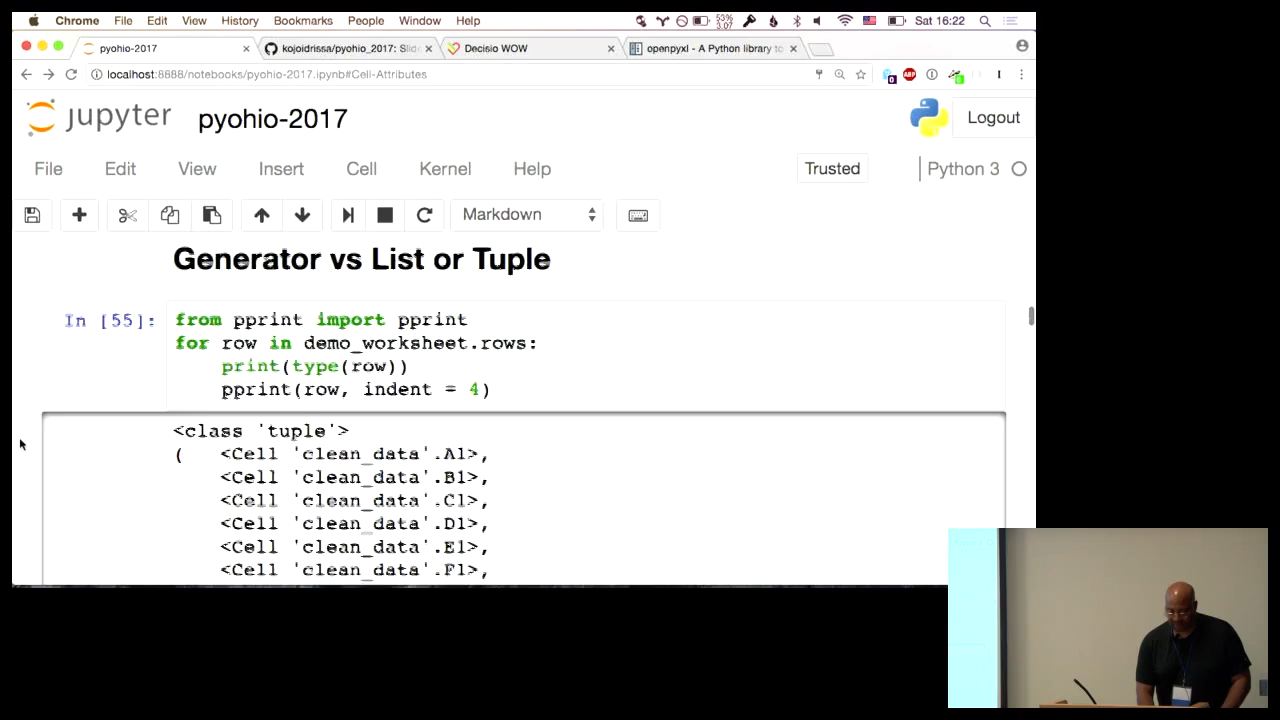 Chrome File Edit View History Bookmarks People Window Help 53% Sat 16:22
pyohio-2017 kojoidrissa/pyohio_2017: Slide Decisio WOW openpyxl - A Python library to
localhost:8888/notebooks/pyohio-2017.ipynb#Cell-Attributes
jupyter pyohio-2017 Logout
File Edit View Insert Cell Kernel Help Trusted Python 3
Markdown
Generator vs List or Tuple
In [55]: from pprint import pprint
for row in demo_worksheet.rows:
print(type(row))
pprint(row, indent = 4)
<class 'tuple'>
( <Cell 'clean_data'.A1>,
<Cell 'clean_data'.B1>,
<Cell 'clean_data'.C1>,
<Cell 'clean_data'.D1>,
<Cell 'clean_data'.E1>,
<Cell 'clean_data'.F1>,